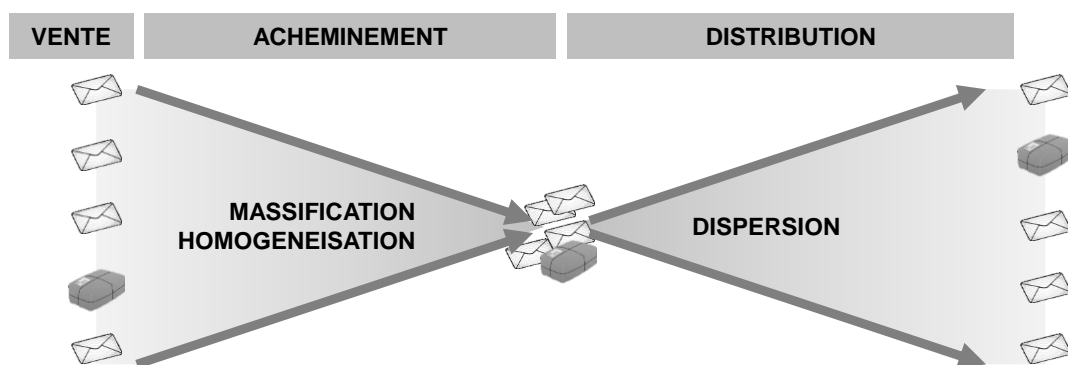 VENTE
ACHEMINEMENT
DISTRIBUTION
MASSIFICATION
HOMOGENEISATION
DISPERSION